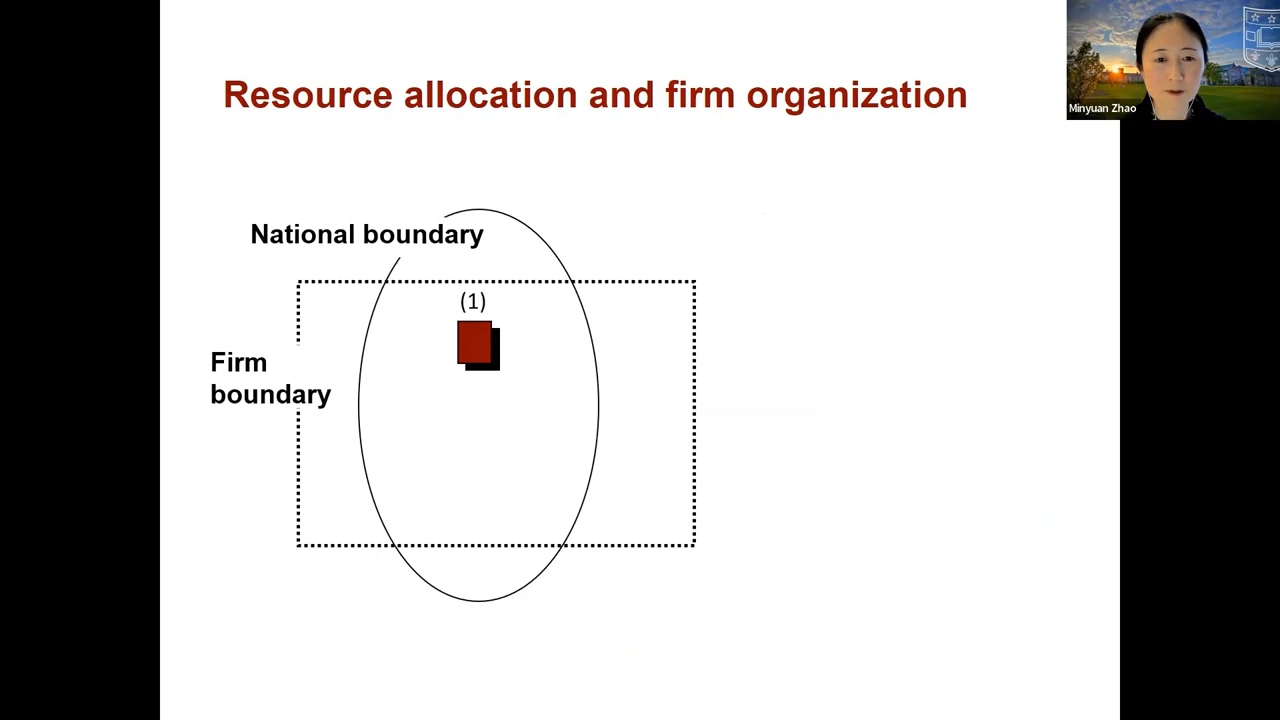 Resource allocation and firm organization
Minyuan Zhao
National boundary
(1)
Firm
boundary